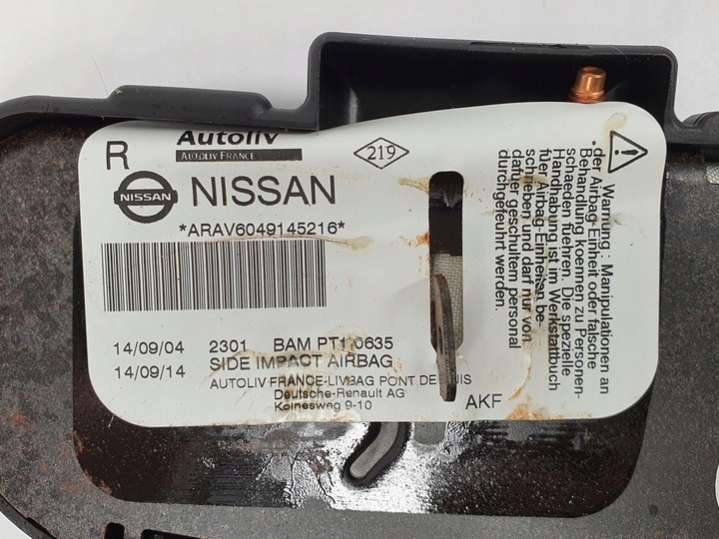 R
Autoliv
AUTOLIV FRANCE
219
NISSAN
NISSAN
*ARAV6049145216*
14/09/04 2301 BAM PT1 0635
14/09/14 SIDE IMPACT AIRBAG
AUTOLIV FRANCE-LIVBAG PONT DE
Deutsche-Renault AG
Koinesweg 9-10
AKF
Warnung : Manipulationen an
der Airbag-Einheit oder falsche
Behandlung koennen zu Personen-
schaeden fuehren. Die spezielle
Handhabung ist im Werkstattbuch
fuer Airbag-Einheiten be-
schrieben und darf nur von
dafuer geschultem personal
durchgefuehrt werden.